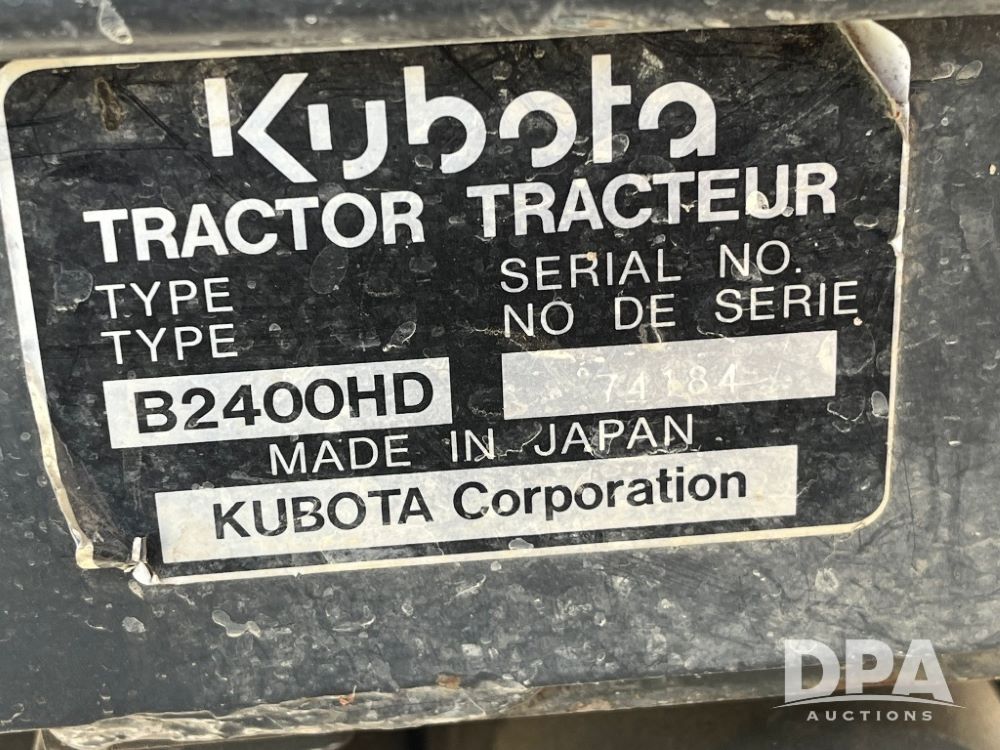 Kubota
TRACTOR TRACTEUR
TYPE
TYPE
SERIAL NO.
NO DE SERIE
B2400HD
74184
MADE IN JAPAN
KUBOTA Corporation
DPA
AUCTIONS